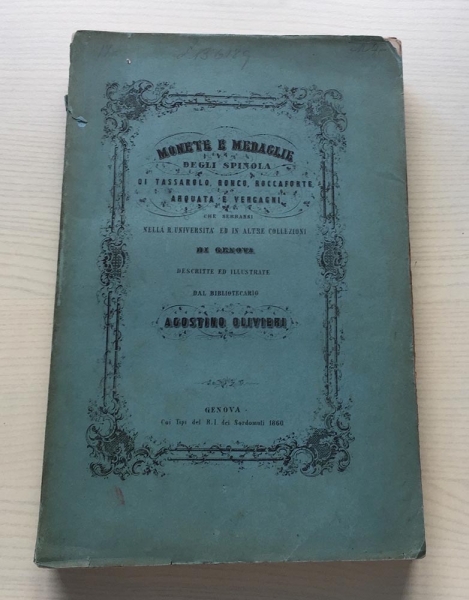 MONETE E MEDAGLIE
DEGLI SPINOLA
DI TASSAROLO, RONCO, ROCCAFORTE,
ARQUATA E VERGAGNI
CHE SERBANSI
NELLA R. UNIVERSITÀ ED IN ALTRE COLLEZIONI
DI GENOVA
DESCRITTE ED ILLUSTRATE
DAL BIBLIOTECARIO
AGOSTINO OLIVIERI
GENOVA
Coi Tipi del R. I. dei Sordomuti 1860